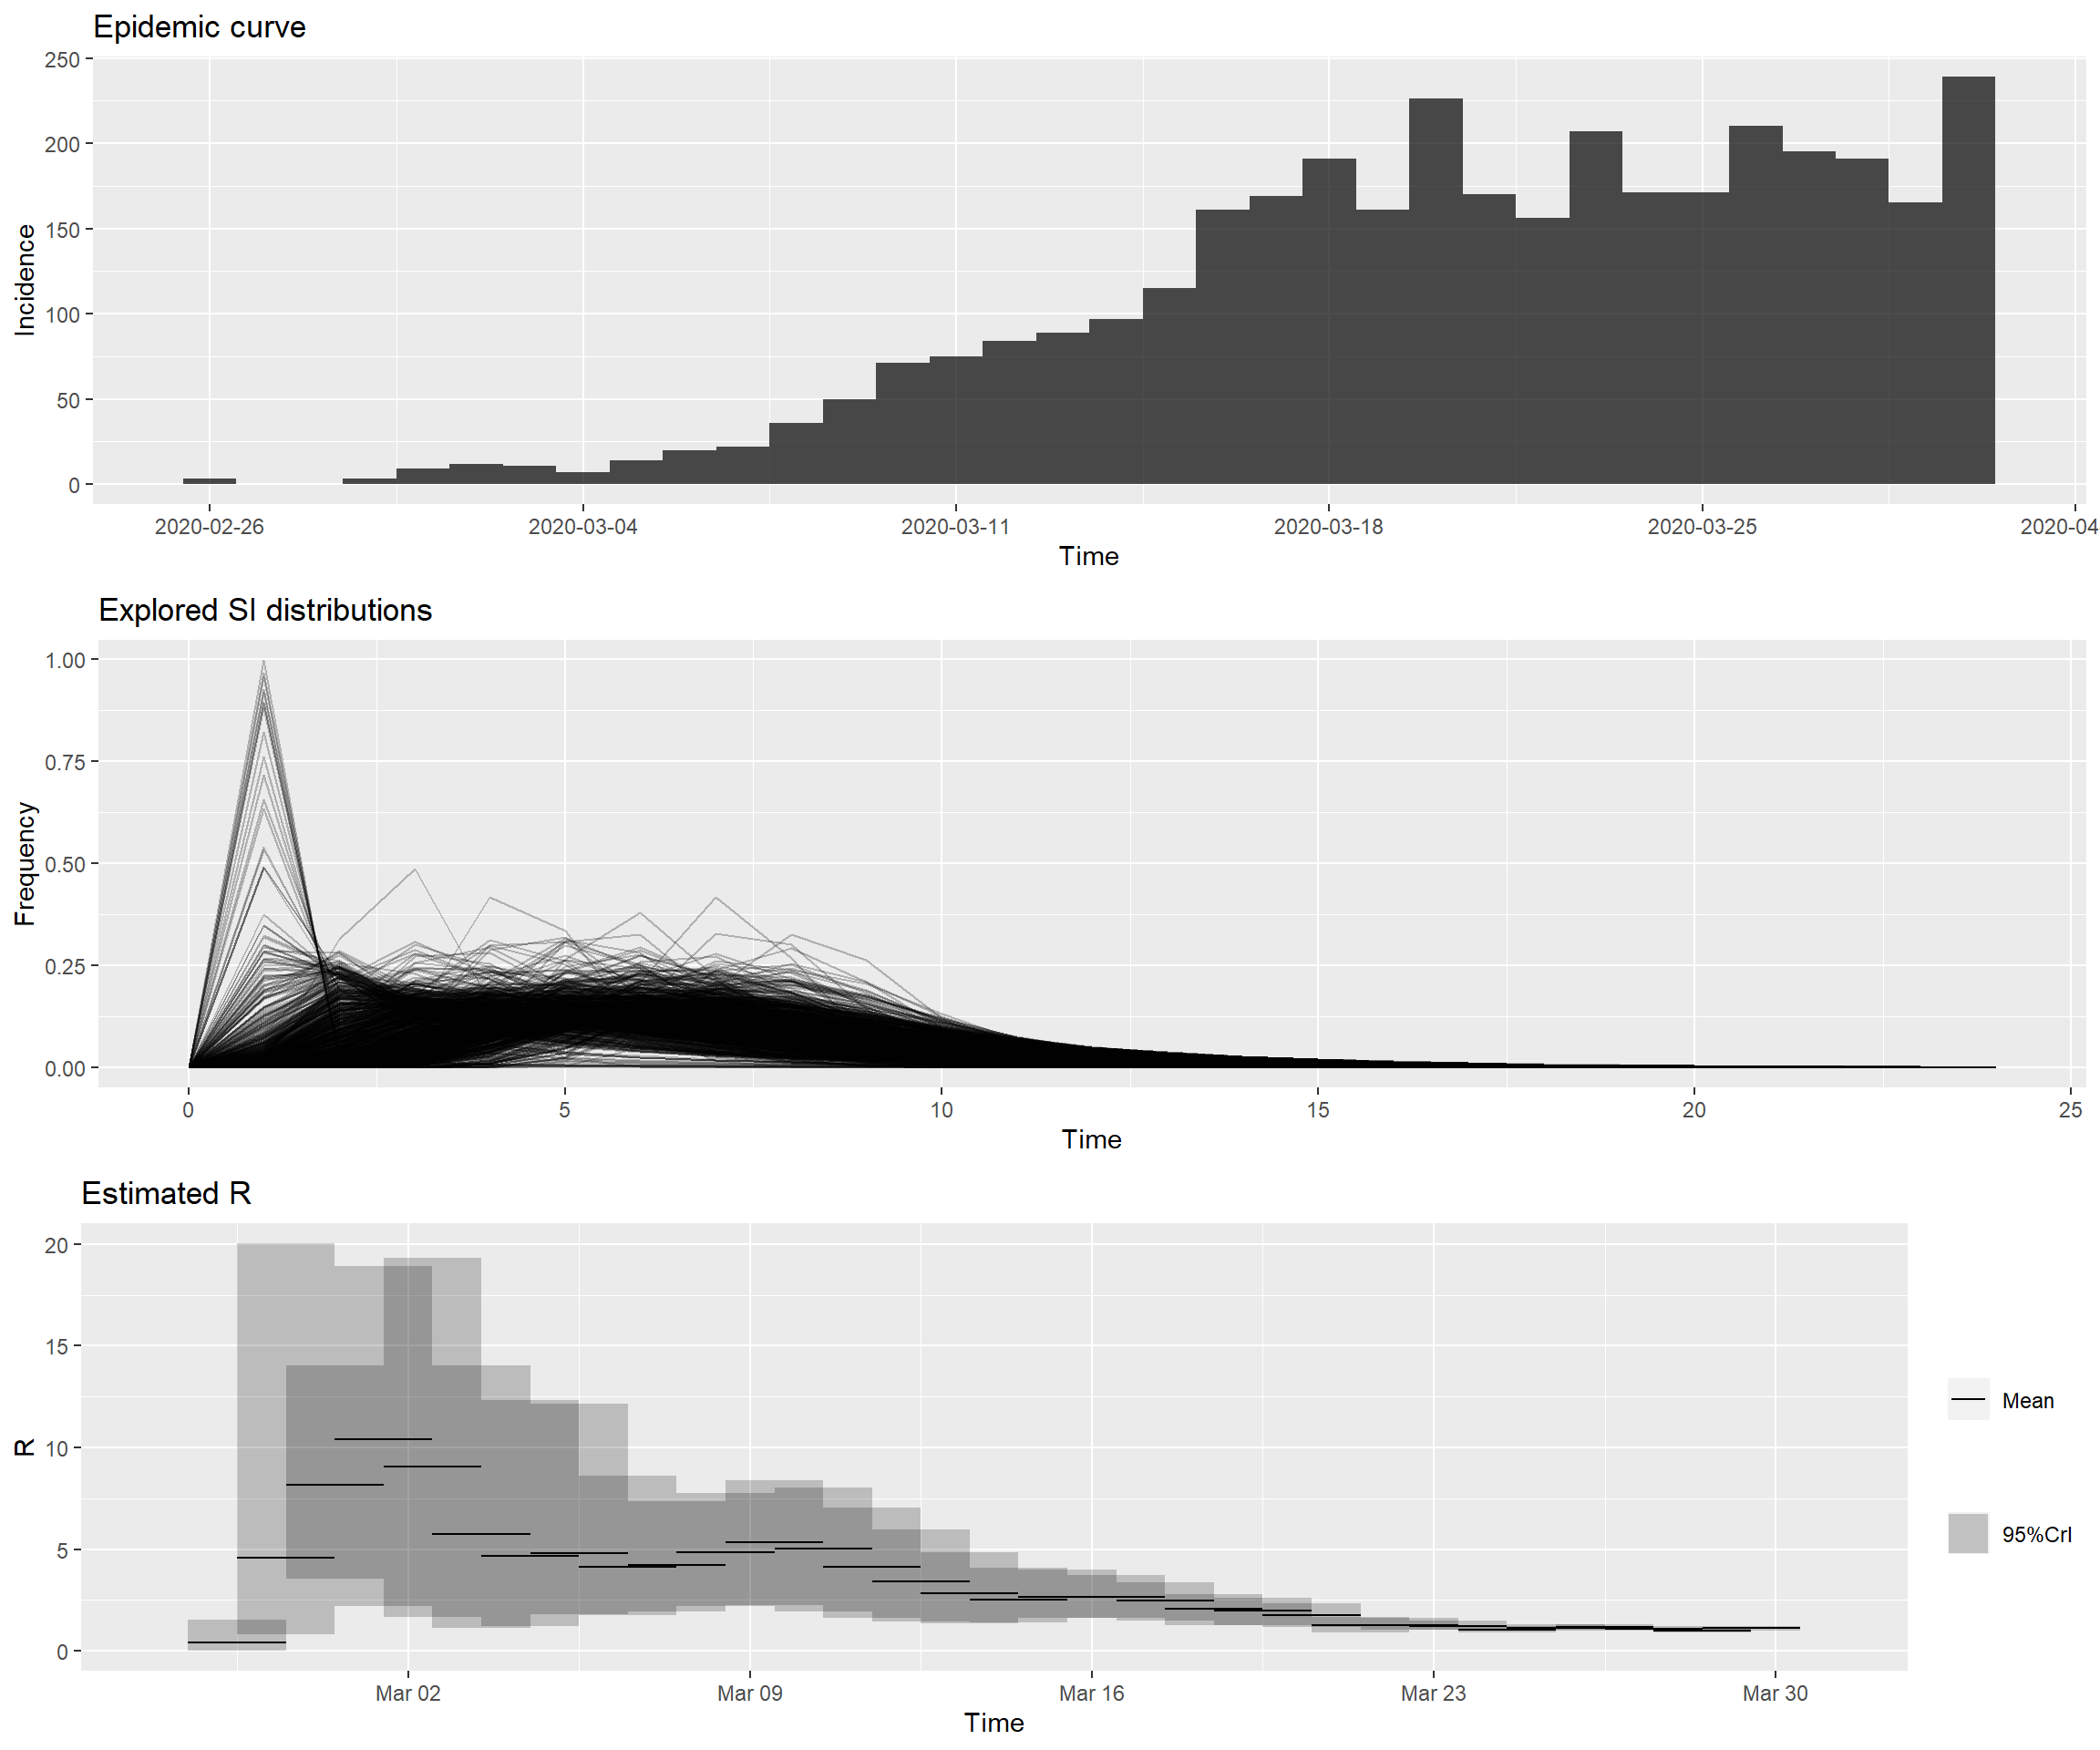 Epidemic curve
250
200
150
100
50
0
Incidence
2020-02-26 2020-03-04 2020-03-11 2020-03-18 2020-03-25 2020-04
Time
Explored SI distributions
1.00
0.75
0.50
0.25
0.00
Frequency
0 5 10 15 20 25
Time
Estimated R
20
15
10
5
0
R
Mar 02 Mar 09 Mar 16 Mar 23 Mar 30
Time
Mean
95%CrI